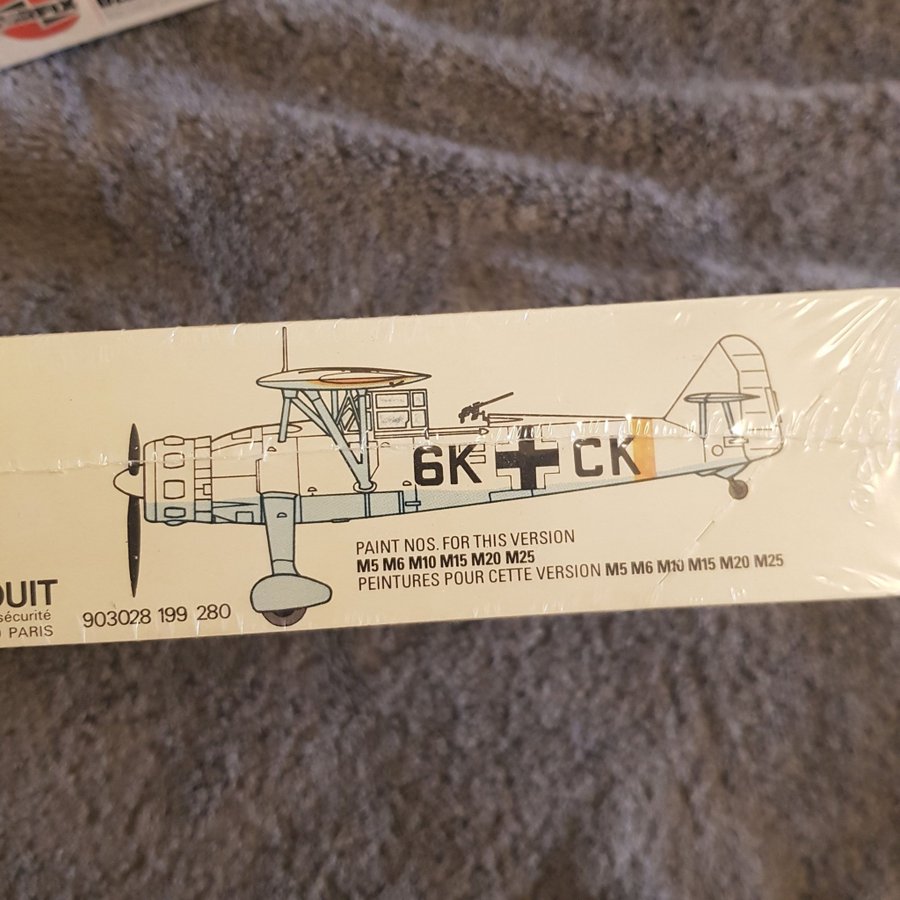 6K CK
PAINT NOS. FOR THIS VERSION
M5 M6 M10 M15 M20 M25
PEINTURES POUR CETTE VERSION M5 M6 M10 M15 M20 M25
DUIT
sécurité
PARIS
903028 199 280